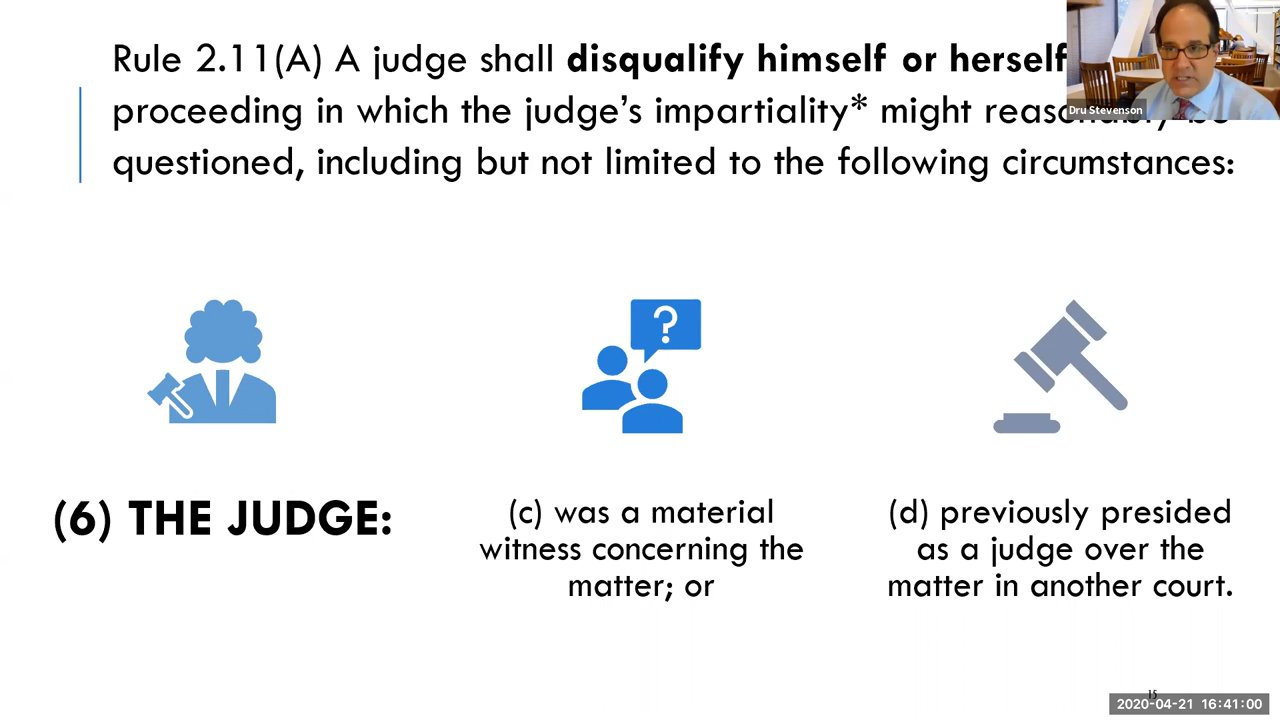 Rule 2.11(A) A judge shall disqualify himself or herself
proceeding in which the judge’s impartiality* might
questioned, including but not limited to the following circumstances:
Dru Stevenson
?
(6) THE JUDGE:
(c) was a material
witness concerning the
matter; or
(d) previously presided
as a judge over the
matter in another court.
15
2020-04-21 16:41:00